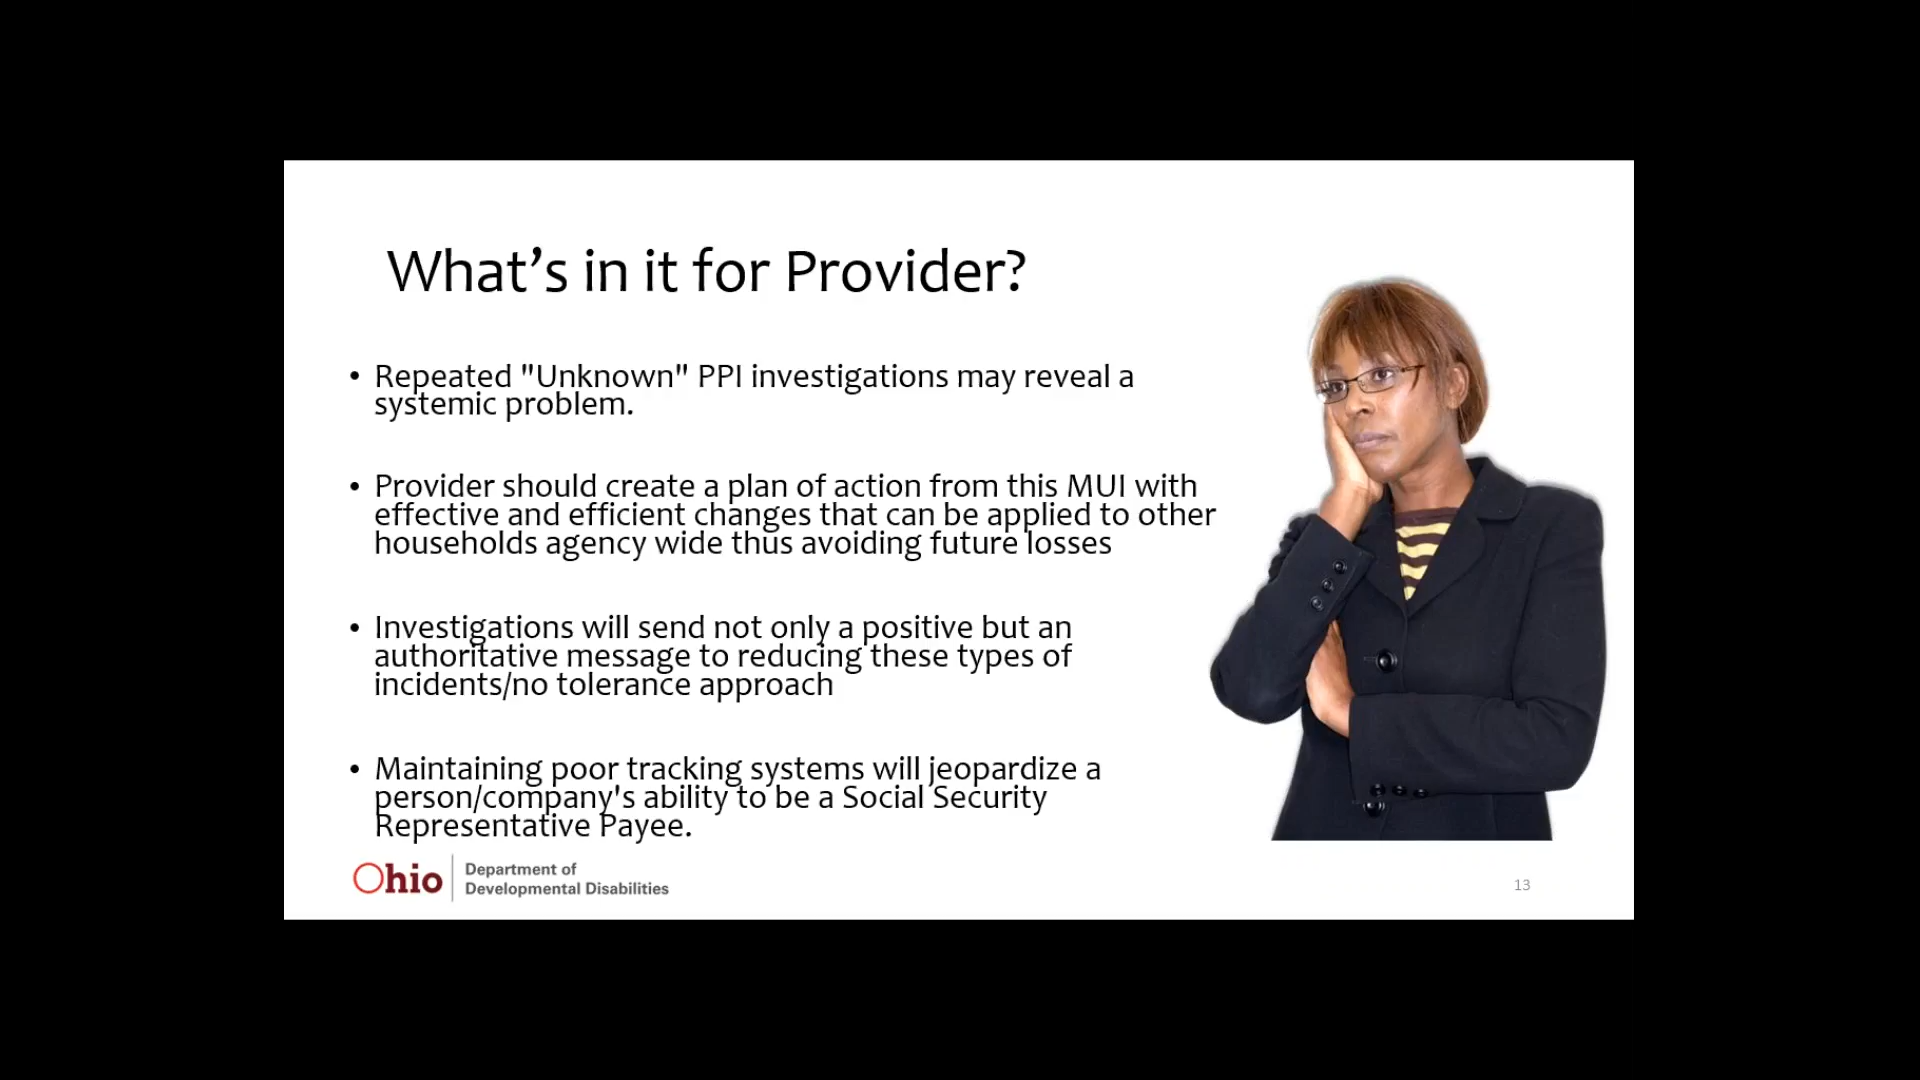 What’s in it for Provider?
• Repeated "Unknown" PPI investigations may reveal a
systemic problem.
• Provider should create a plan of action from this MUI with
effective and efficient changes that can be applied to other
households agency wide thus avoiding future losses
• Investigations will send not only a positive but an
authoritative message to reducing these types of
incidents/no tolerance approach
• Maintaining poor tracking systems will jeopardize a
person/company's ability to be a Social Security
Representative Payee.
Ohio
Department of
Developmental Disabilities
13